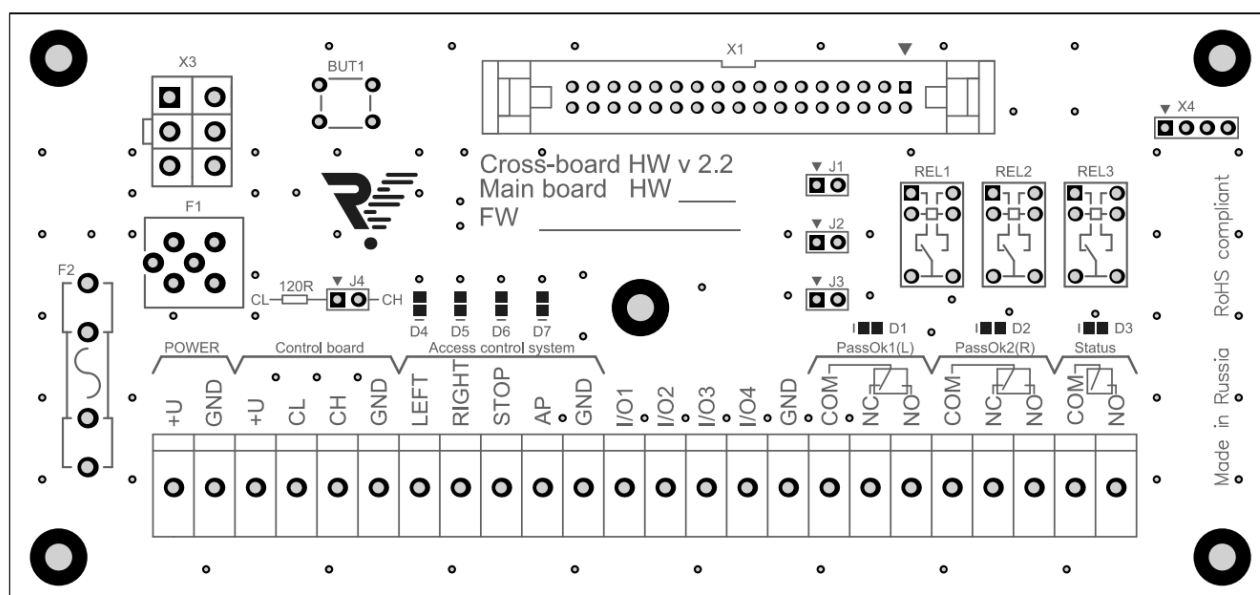 X1
X3
BUT1
X4
Cross-board HW v 2.2
Main board HW ____
FW ________________
J1
REL1
REL2
REL3
F1
J2
F2
CL
120R
J4
CH
J3
D4
D5
D6
D7
D1
D2
D3
POWER
Control board
Access control system
PassOk1(L)
PassOk2(R)
Status
+U
GND
+U
CL
CH
GND
LEFT
RIGHT
STOP
AP
GND
I/O1
I/O2
I/O3
I/O4
GND
COM
NC
NO
COM
NC
NO
COM
NO
Made in Russia RoHS compliant